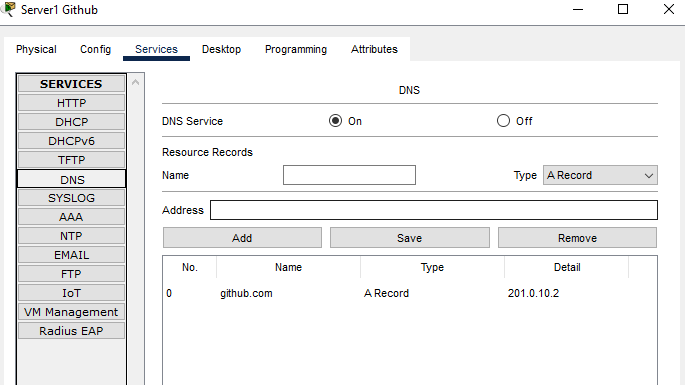 Server1 Github
Physical Config Services Desktop Programming Attributes
SERVICES
HTTP
DHCP
DHCPv6
TFTP
DNS
SYSLOG
AAA
NTP
EMAIL
FTP
IoT
VM Management
Radius EAP
DNS
DNS Service On Off
Resource Records
Name Type A Record
Address
Add Save Remove
No. Name Type Detail
0 github.com A Record 201.0.10.2